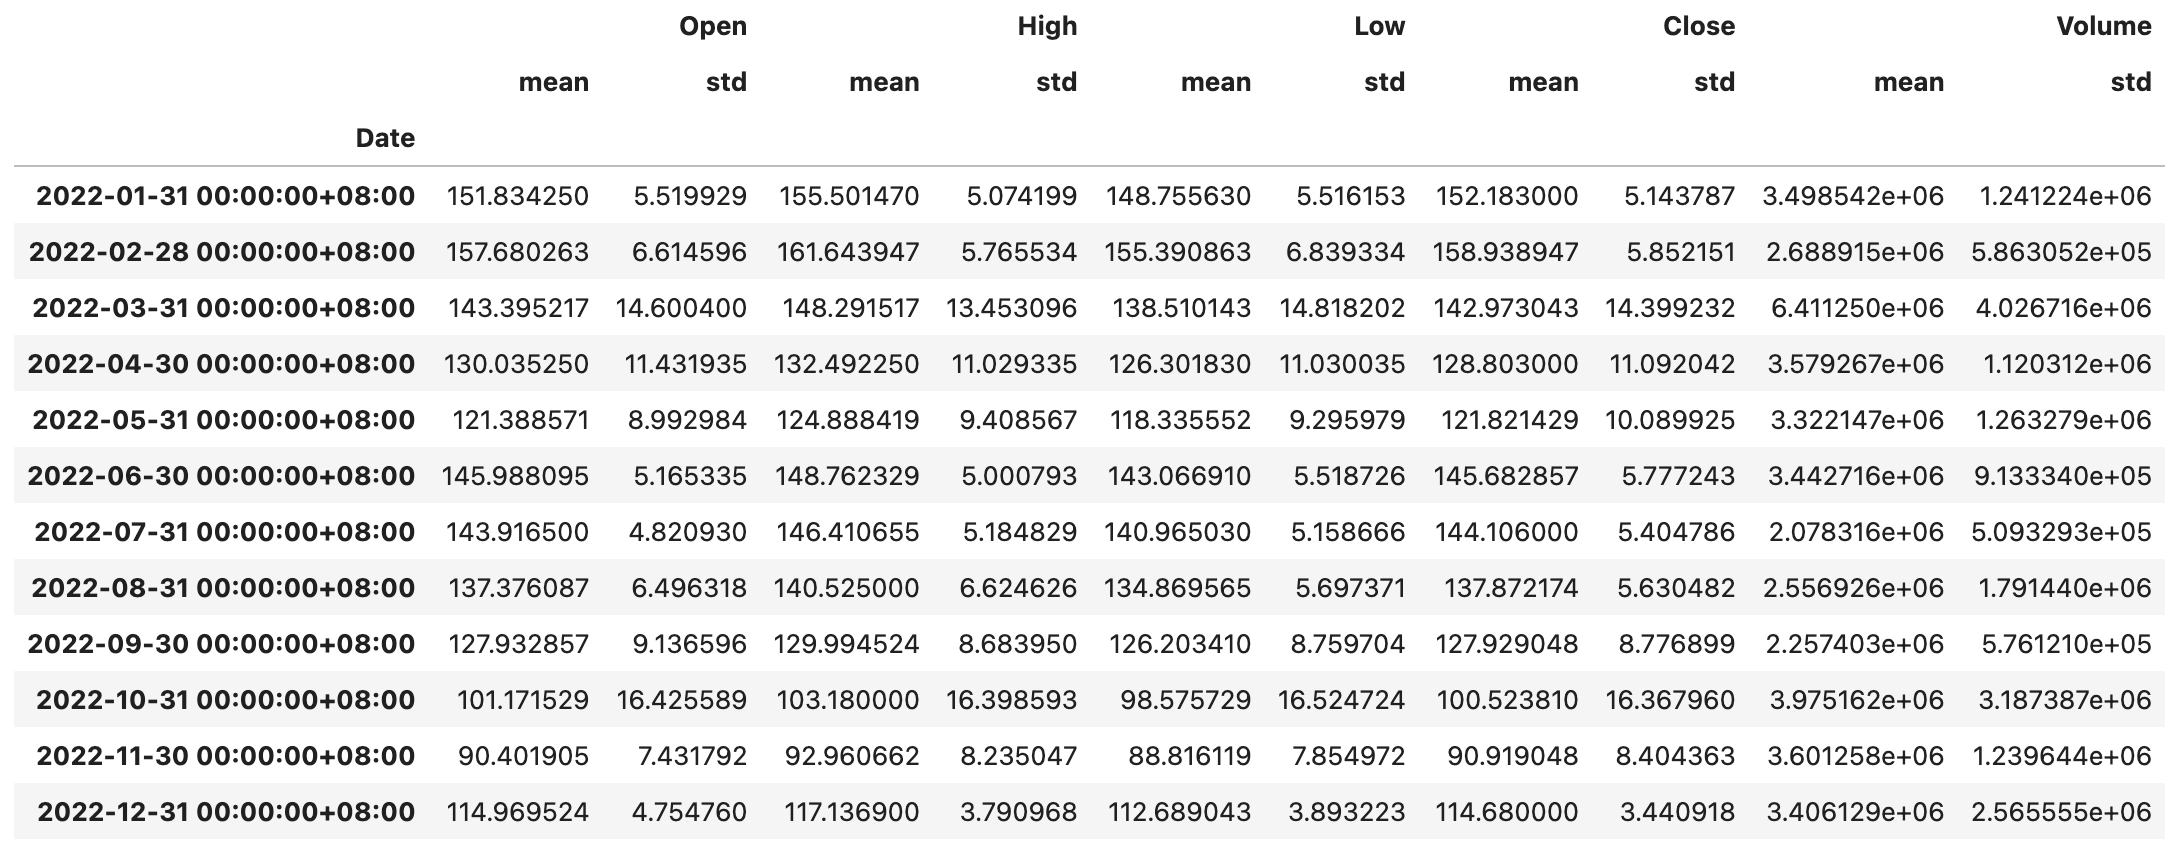 Open High Low Close Volume
mean std mean std mean std mean std mean std
Date
2022-01-31 00:00:00+08:00 151.834250 5.519929 155.501470 5.074199 148.755630 5.516153 152.183000 5.143787 3.498542e+06 1.241224e+06
2022-02-28 00:00:00+08:00 157.680263 6.614596 161.643947 5.765534 155.390863 6.839334 158.938947 5.852151 2.688915e+06 5.863052e+05
2022-03-31 00:00:00+08:00 143.395217 14.600400 148.291517 13.453096 138.510143 14.818202 142.973043 14.399232 6.411250e+06 4.026716e+06
2022-04-30 00:00:00+08:00 130.035250 11.431935 132.492250 11.029335 126.301830 11.030035 128.803000 11.092042 3.579267e+06 1.120312e+06
2022-05-31 00:00:00+08:00 121.388571 8.992984 124.888419 9.408567 118.335552 9.295979 121.821429 10.089925 3.322147e+06 1.263279e+06
2022-06-30 00:00:00+08:00 145.988095 5.165335 148.762329 5.000793 143.066910 5.518726 145.682857 5.777243 3.442716e+06 9.133340e+05
2022-07-31 00:00:00+08:00 143.916500 4.820930 146.410655 5.184829 140.965030 5.158666 144.106000 5.404786 2.078316e+06 5.093293e+05
2022-08-31 00:00:00+08:00 137.376087 6.496318 140.525000 6.624626 134.869565 5.697371 137.872174 5.630482 2.556926e+06 1.791440e+06
2022-09-30 00:00:00+08:00 127.932857 9.136596 129.994524 8.683950 126.203410 8.759704 127.929048 8.776899 2.257403e+06 5.761210e+05
2022-10-31 00:00:00+08:00 101.171529 16.425589 103.180000 16.398593 98.575729 16.524724 100.523810 16.367960 3.975162e+06 3.187387e+06
2022-11-30 00:00:00+08:00 90.401905 7.431792 92.960662 8.235047 88.816119 7.854972 90.919048 8.404363 3.601258e+06 1.239644e+06
2022-12-31 00:00:00+08:00 114.969524 4.754760 117.136900 3.790968 112.689043 3.893223 114.680000 3.440918 3.406129e+06 2.565555e+06